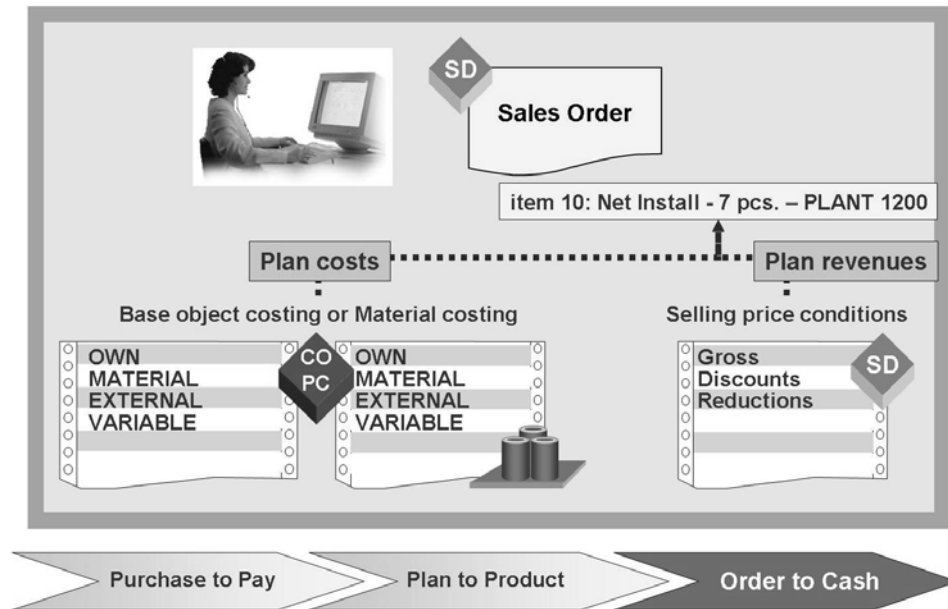 SD
Sales Order
item 10: Net Install - 7 pcs. – PLANT 1200
Plan costs
Plan revenues
Base object costing or Material costing
Selling price conditions
OWN
MATERIAL
EXTERNAL
VARIABLE
CO
PC
OWN
MATERIAL
EXTERNAL
VARIABLE
Gross
Discounts
Reductions
SD
Purchase to Pay
Plan to Product
Order to Cash